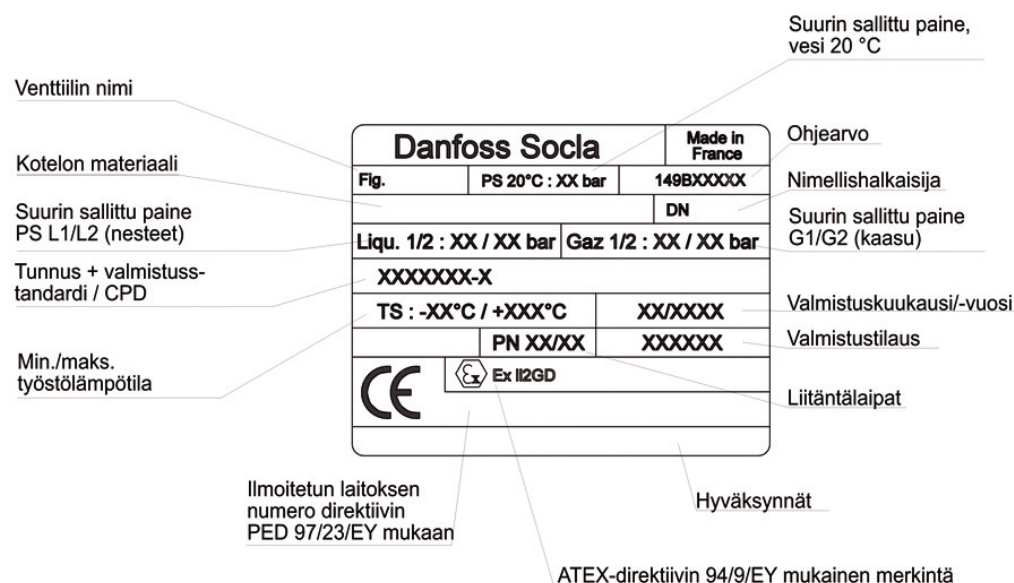 Suurin sallittu paine,
vesi 20 °C
Venttiilin nimi
Kotelon materiaali
Suurin sallittu paine
PS L1/L2 (nesteet)
Tunnus + valmistuss-
tandardi / CPD
Min./maks.
työstölämpötila
Danfoss Socla
Made in
France
Fig.
PS 20°C : XX bar
149BXXXXX
DN
Liqu. 1/2 : XX / XX bar
Gaz 1/2 : XX / XX bar
XXXXXXX-X
TS : -XX°C / +XXX°C
XX/XXXX
PN XX/XX
XXXXXX
CE
Ex Ex II2GD
Ohjearvo
Nimellishalkaisija
Suurin sallittu paine
G1/G2 (kaasu)
Valmistuskuukausi/-vuosi
Valmistustilaus
Liitäntälaipat
Ilmoitetun laitoksen
numero direktiivin
PED 97/23/EY mukaan
Hyväksynnät
ATEX-direktiivin 94/9/EY mukainen merkintä